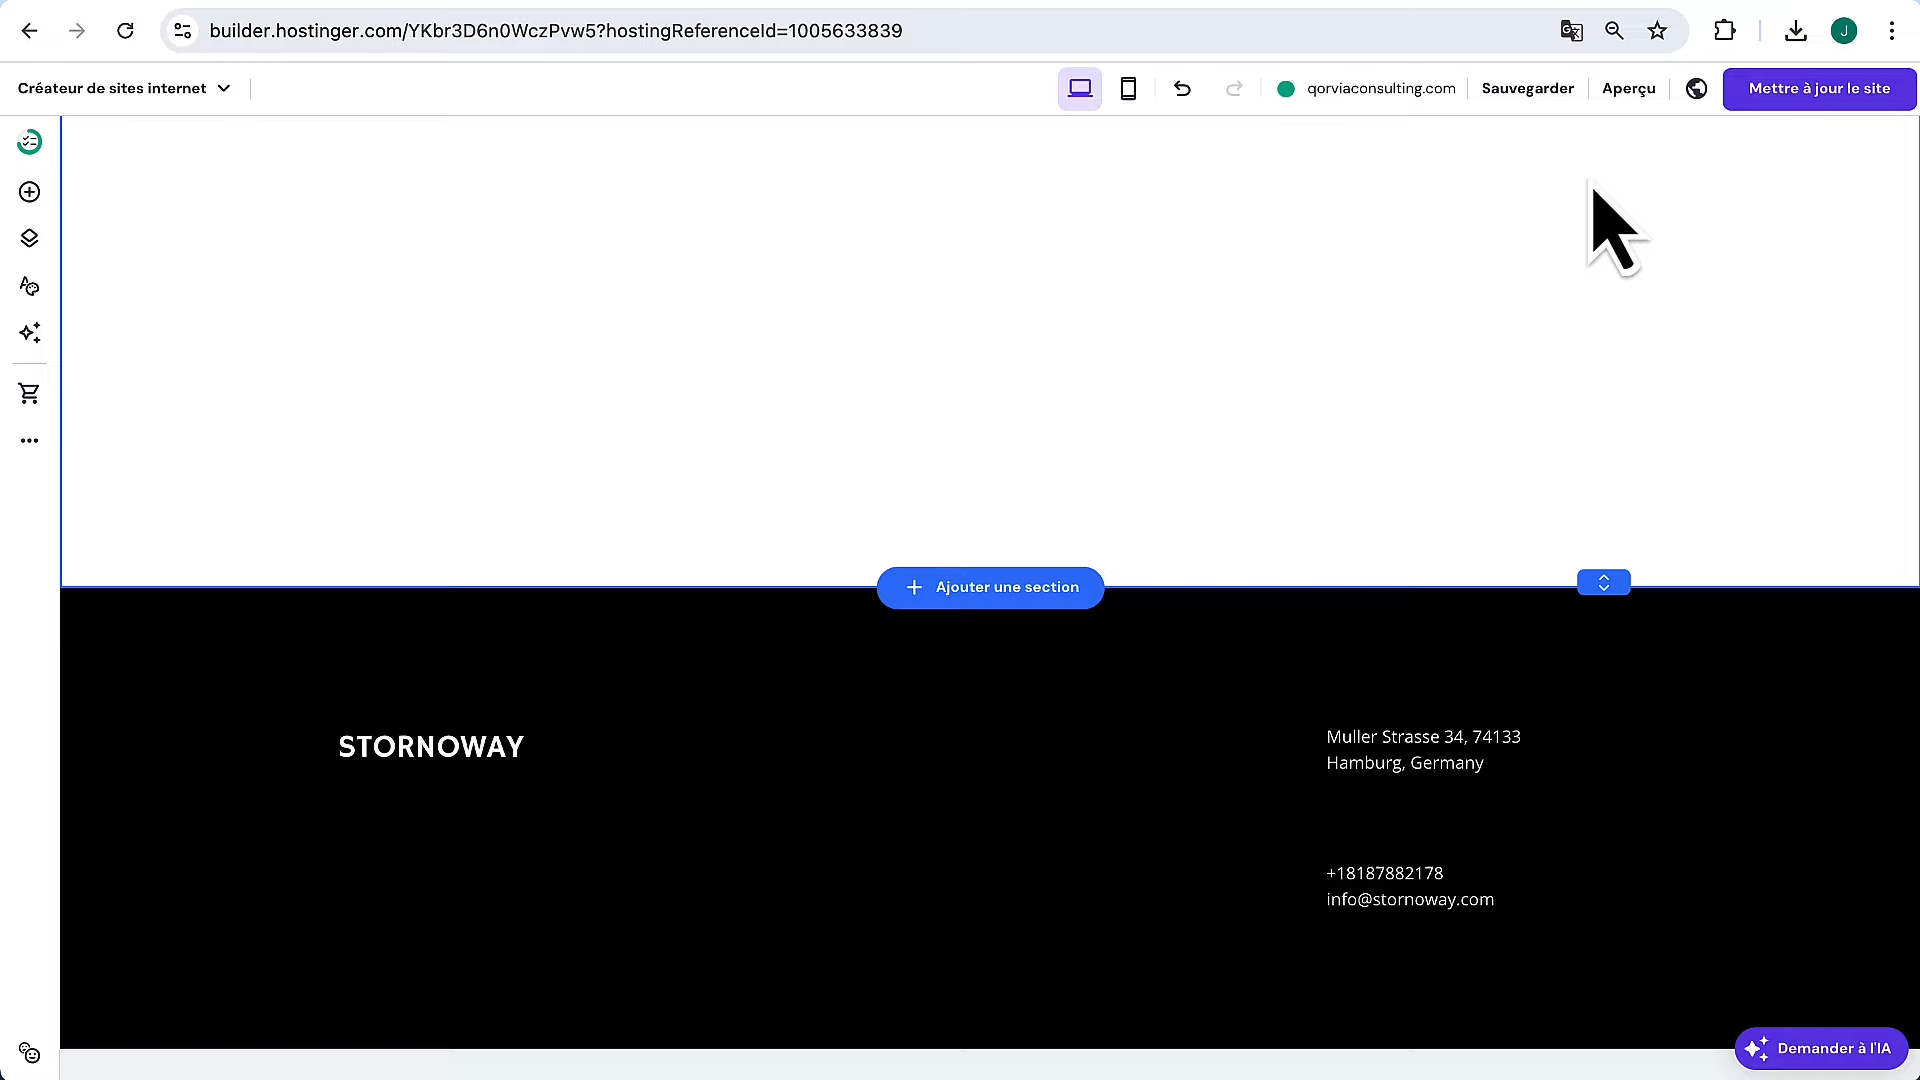 builder.hostinger.com/YKbr3D6n0WczPvw5?hostingReferenceId=1005633839
J
Créateur de sites internet
qorviaconsulting.com
Sauvegarder
Aperçu
Mettre à jour le site
Ajouter une section
STORNOWAY
Muller Strasse 34, 74133
Hamburg, Germany
+18187882178
info@stornoway.com
Demander à l'IA